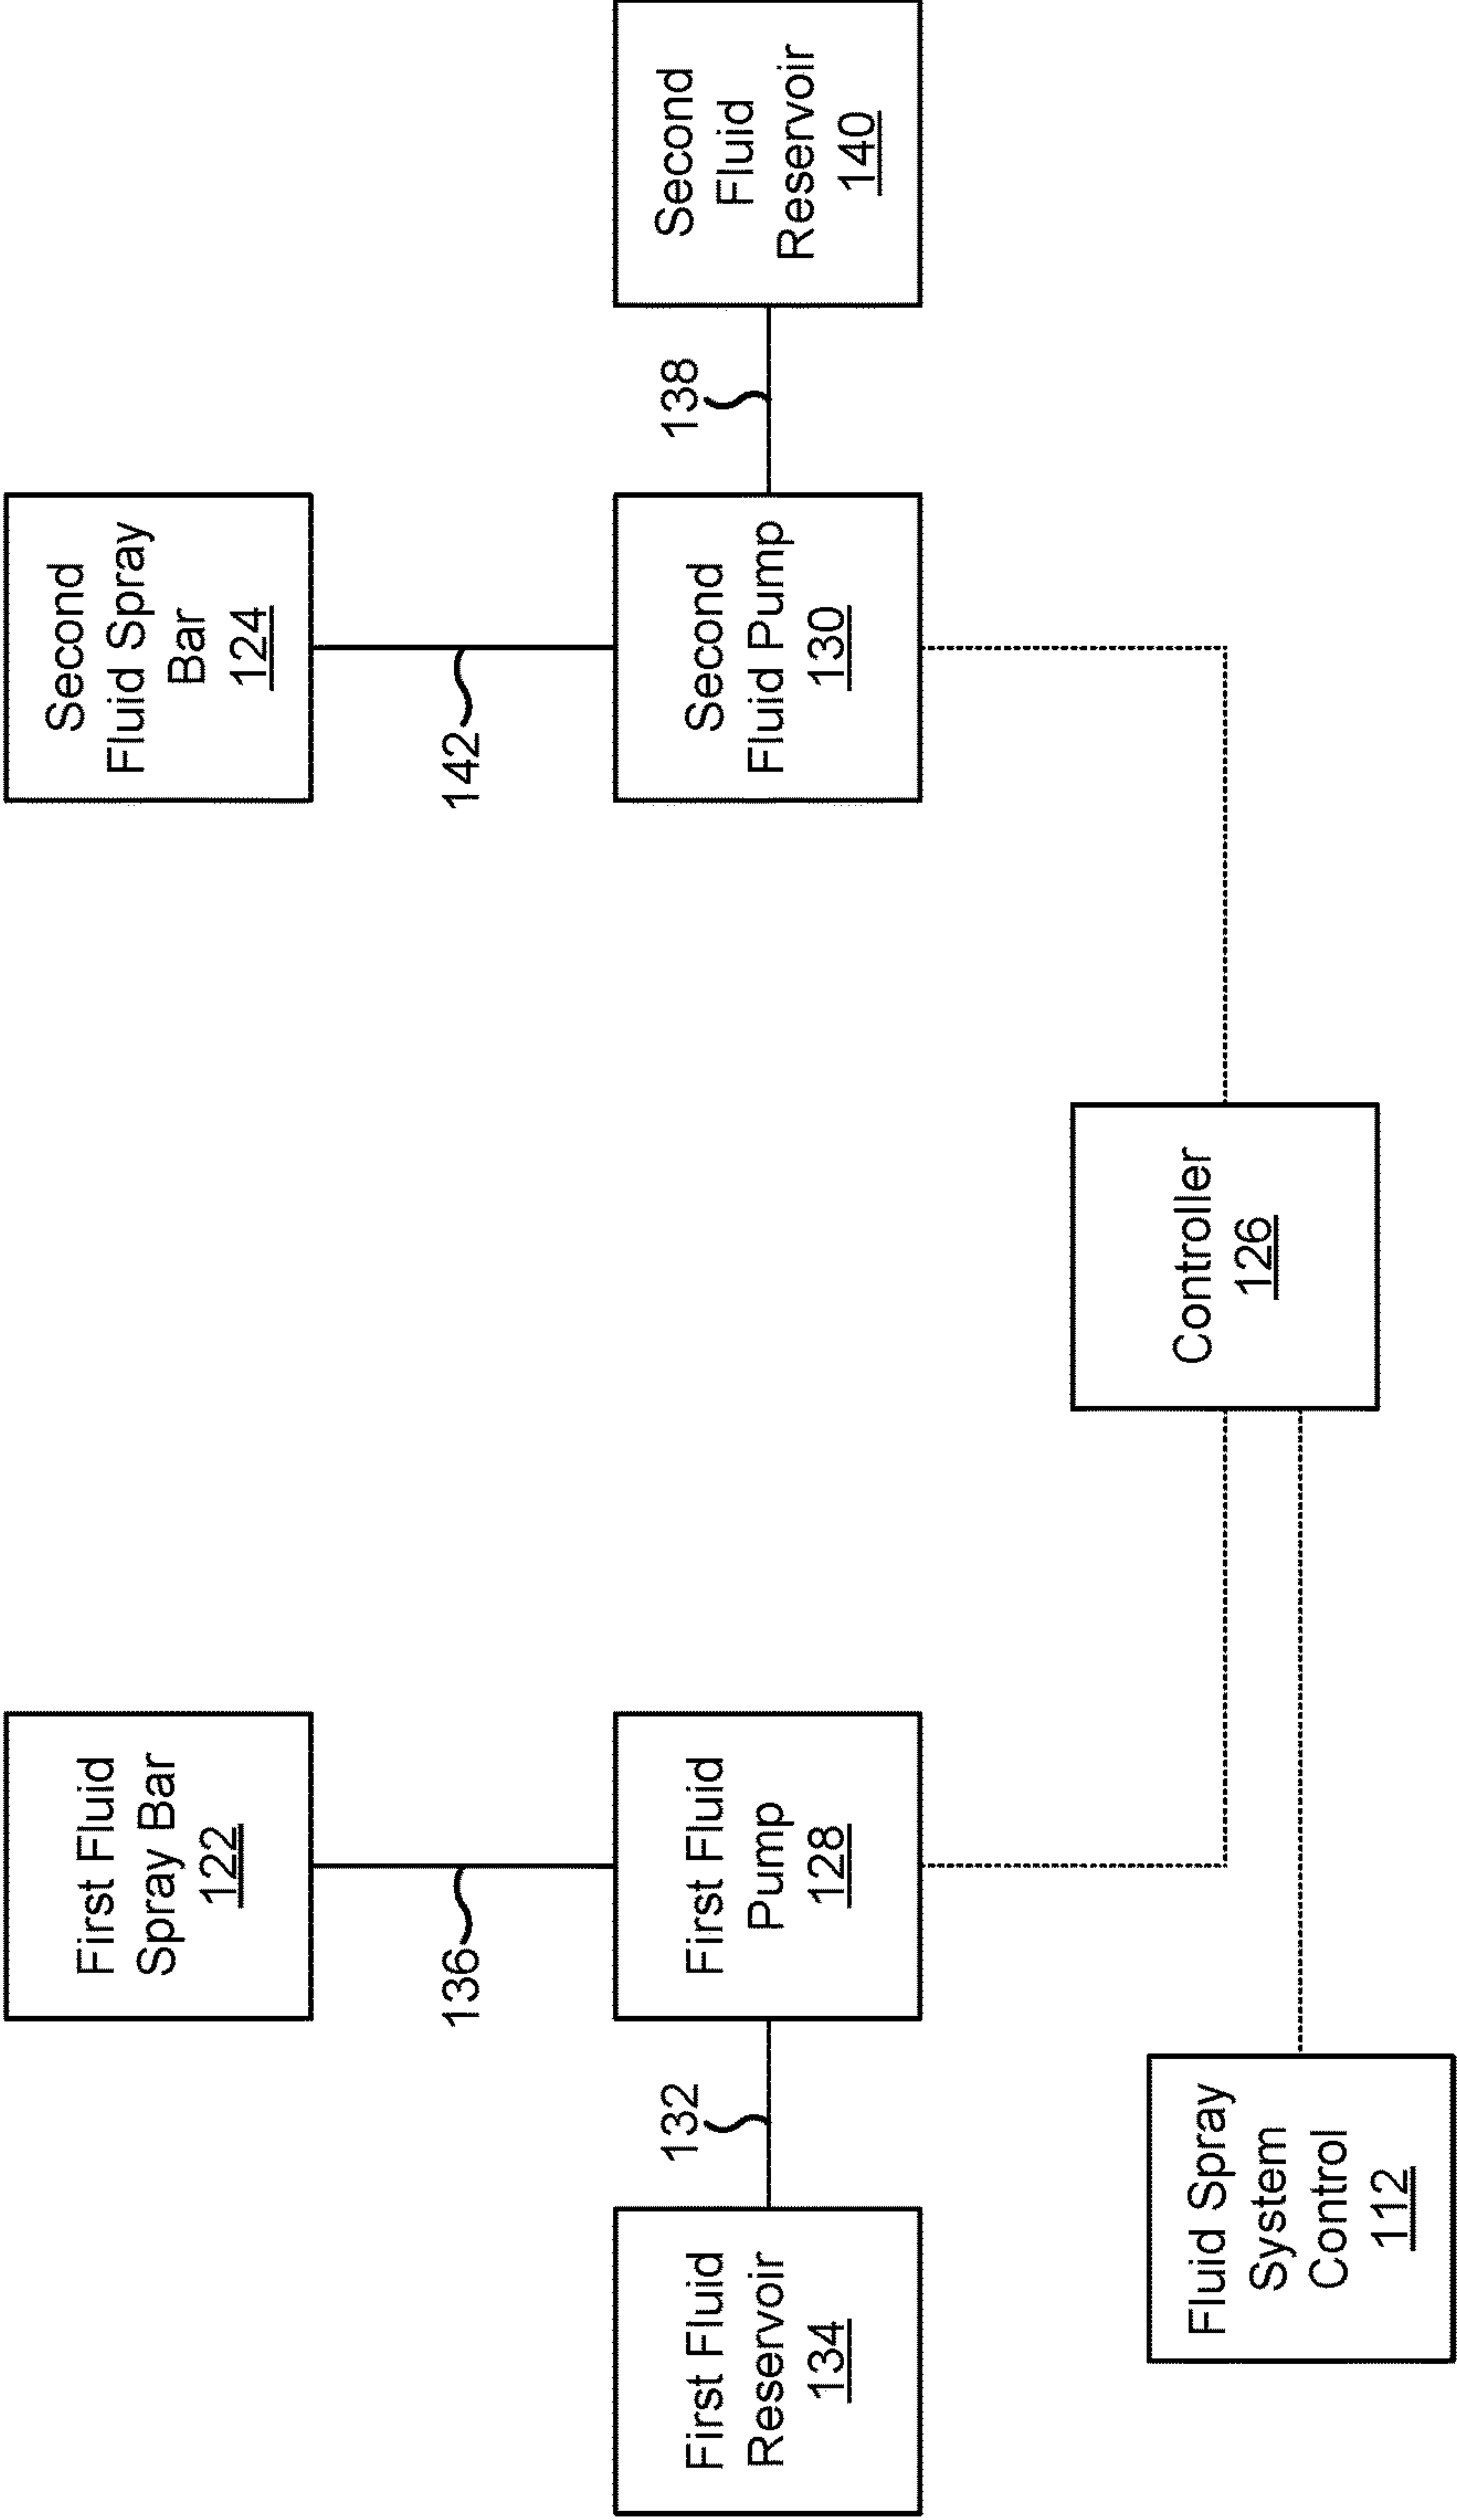 First Fluid
Spray Bar
122
Second
Fluid Spray
Bar
124
136
142
First Fluid
Reservoir
134
132
First Fluid
Pump
128
Second
Fluid Pump
130
138
Second
Fluid
Reservoir
140
Fluid Spray
System
Control
112
Controller
126